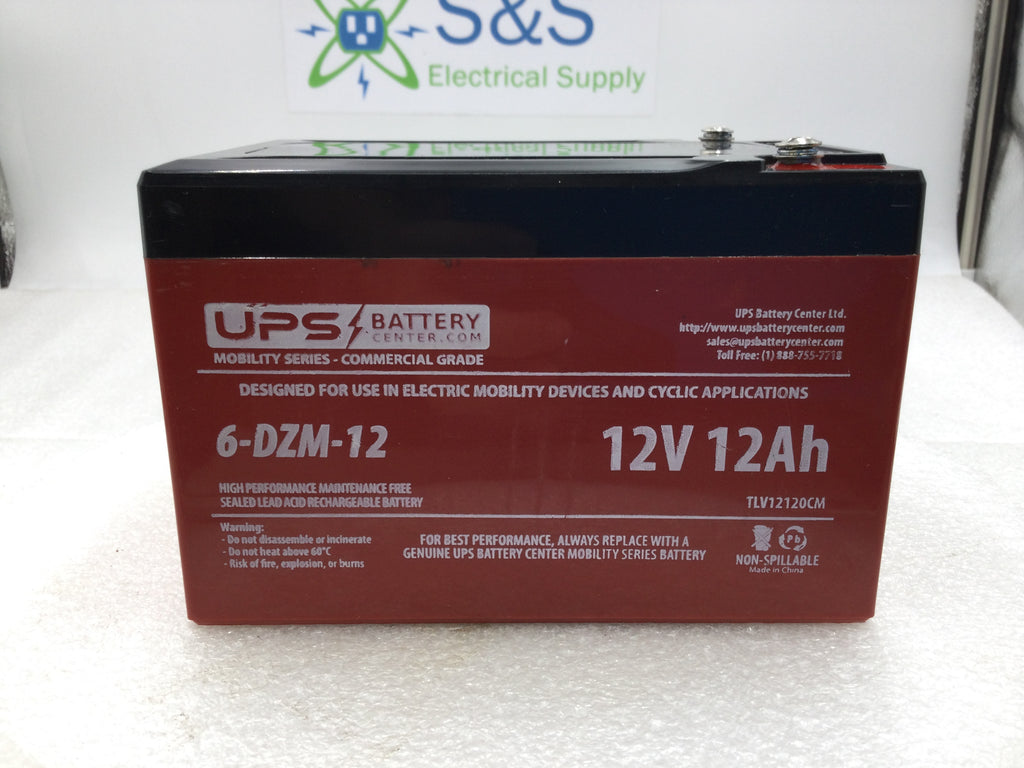 S&S
Electrical Supply
Electrical Supply
UPS BATTERY
CENTER.COM
MOBILITY SERIES - COMMERCIAL GRADE
UPS Battery Center Ltd.
http://www.upsbatterycenter.com
sales@upsbatterycenter.com
Toll Free: (1) 888-755-7718
DESIGNED FOR USE IN ELECTRIC MOBILITY DEVICES AND CYCLIC APPLICATIONS
6-DZM-12
12V 12Ah
HIGH PERFORMANCE MAINTENANCE FREE
SEALED LEAD ACID RECHARGEABLE BATTERY
TLV12120CM
Warning:
- Do not disassemble or incinerate
- Do not heat above 60°C
- Risk of fire, explosion, or burns
FOR BEST PERFORMANCE, ALWAYS REPLACE WITH A
GENUINE UPS BATTERY CENTER MOBILITY SERIES BATTERY
Pb
NON-SPILLABLE
Made in China